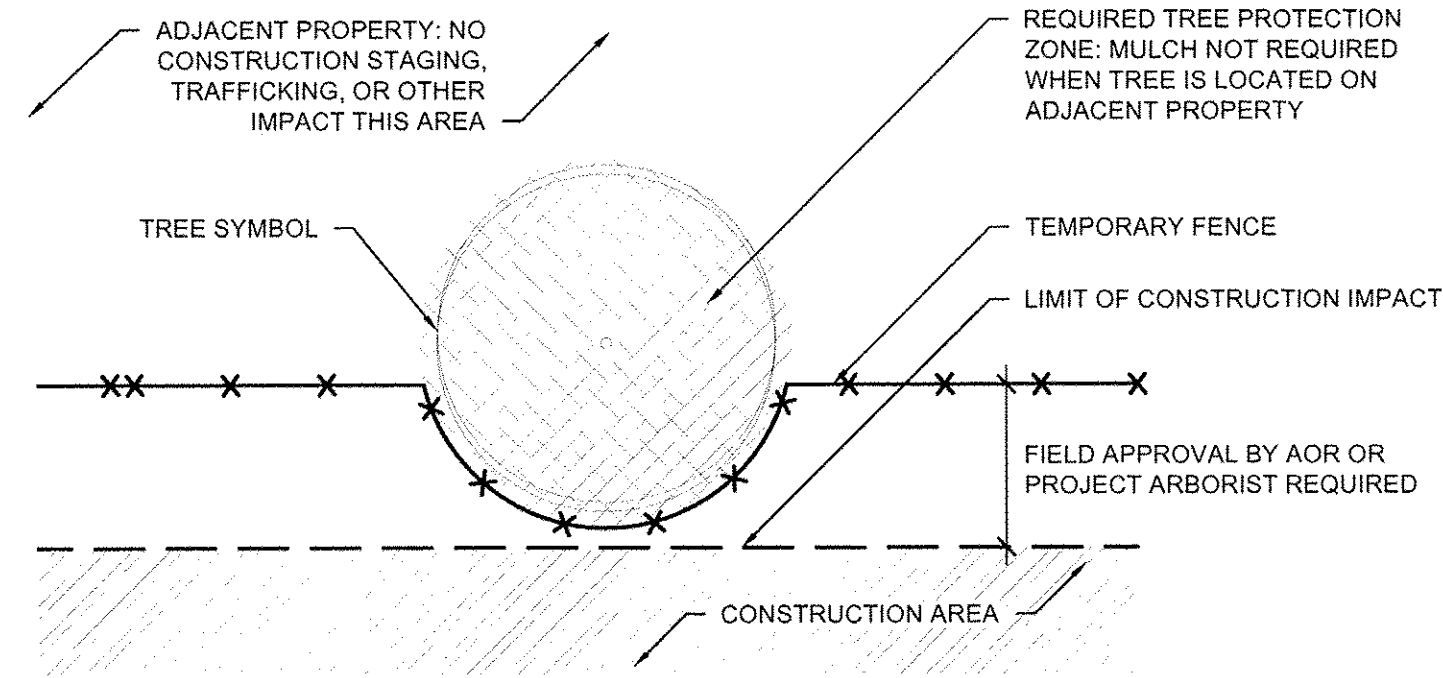 ADJACENT PROPERTY: NO
CONSTRUCTION STAGING,
TRAFFICKING, OR OTHER
IMPACT THIS AREA
REQUIRED TREE PROTECTION
ZONE: MULCH NOT REQUIRED
WHEN TREE IS LOCATED ON
ADJACENT PROPERTY
TREE SYMBOL
TEMPORARY FENCE
LIMIT OF CONSTRUCTION IMPACT
FIELD APPROVAL BY AOR OR
PROJECT ARBORIST REQUIRED
CONSTRUCTION AREA